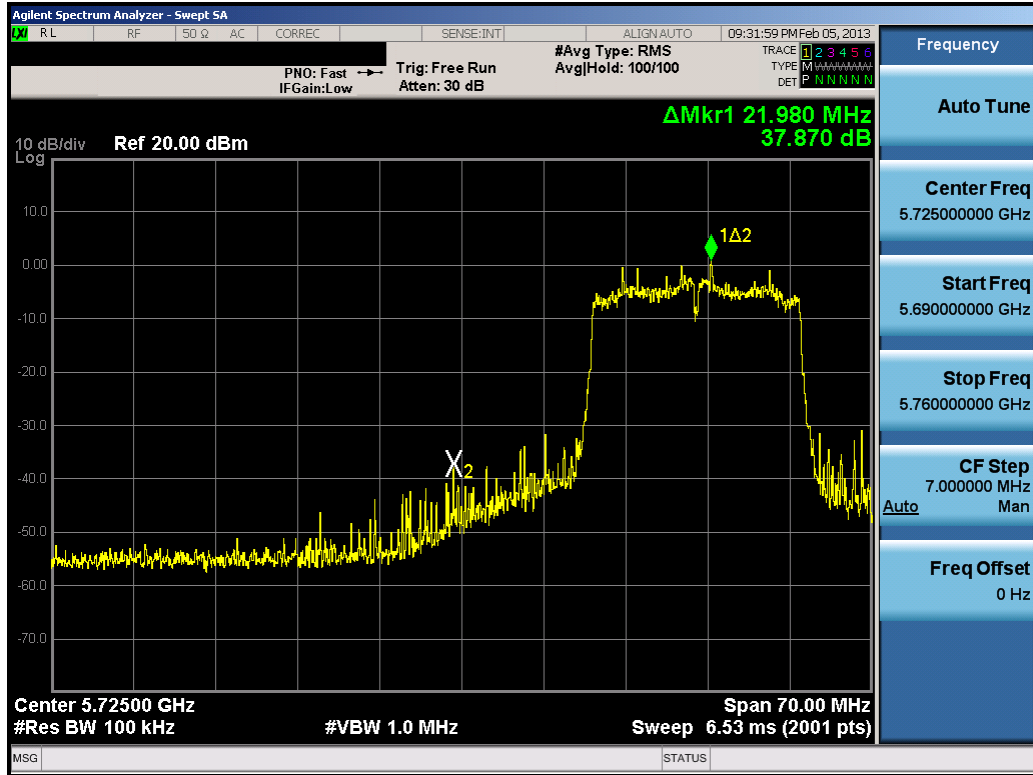 Agilent Spectrum Analyzer - Swept SA
LXI RL RF 50 Ω AC CORREC SENSE:INT ALIGN AUTO 09:31:59 PM Feb 05, 2013
PNO: Fast
IFGain:Low
Trig: Free Run
Atten: 30 dB
#Avg Type: RMS
Avg|Hold: 100/100
TRACE 1 2 3 4 5 6
TYPE M
DET P N N N N N
ΔMkr1 21.980 MHz
37.870 dB
10 dB/div Ref 20.00 dBm
Log
10.0
0.00
-10.0
-20.0
-30.0
-40.0
-50.0
-60.0
-70.0
1Δ2
X2
Center 5.72500 GHz Span 70.00 MHz
#Res BW 100 kHz #VBW 1.0 MHz Sweep 6.53 ms (2001 pts)
MSG STATUS
Frequency
Auto Tune
Center Freq
5.725000000 GHz
Start Freq
5.690000000 GHz
Stop Freq
5.760000000 GHz
CF Step
7.000000 MHz
Auto Man
Freq Offset
0 Hz